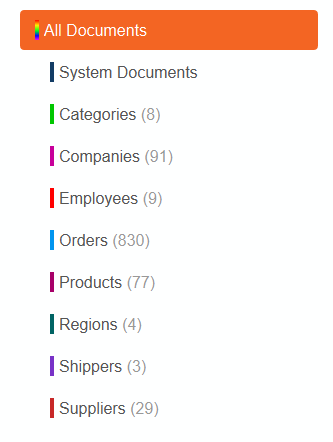 All Documents
System Documents
Categories (8)
Companies (91)
Employees (9)
Orders (830)
Products (77)
Regions (4)
Shippers (3)
Suppliers (29)